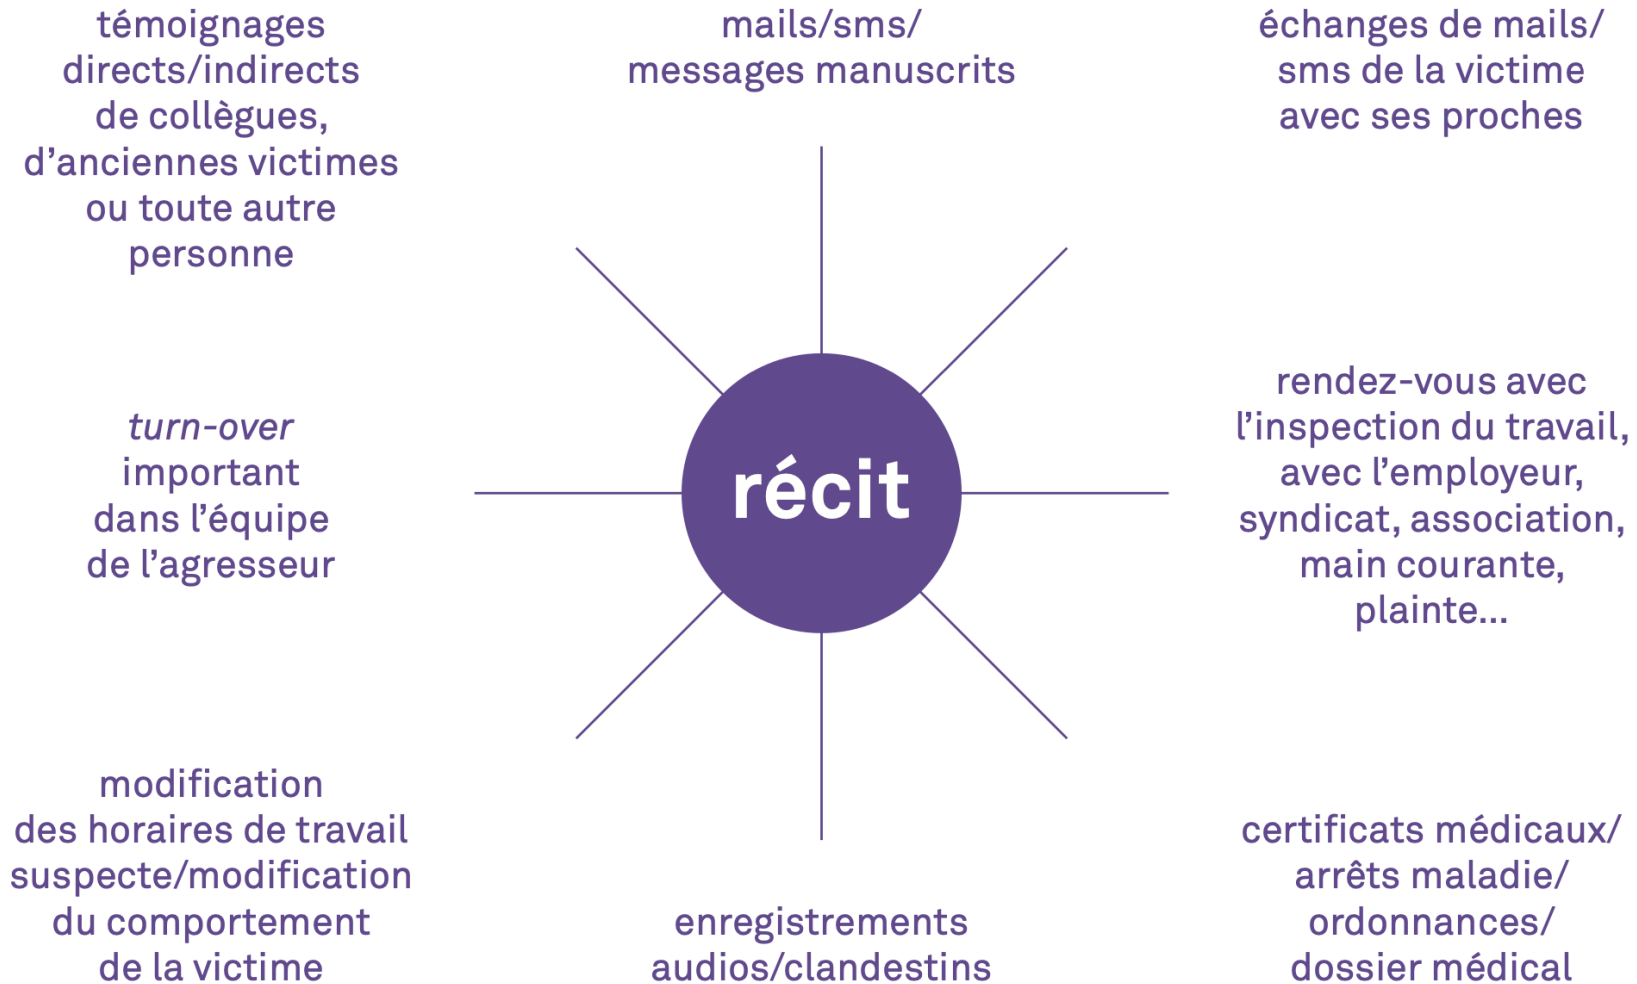 témoignages
directs/indirects
de collègues,
d’anciennes victimes
ou toute autre
personne
mails/sms/
messages manuscrits
échanges de mails/
sms de la victime
avec ses proches
turn-over
important
dans l’équipe
de l’agresseur
récit
rendez-vous avec
l’inspection du travail,
avec l’employeur,
syndicat, association,
main courante,
plainte...
modification
des horaires de travail
suspecte/modification
du comportement
de la victime
enregistrements
audios/clandestins
certificats médicaux/
arrêts maladie/
ordonnances/
dossier médical